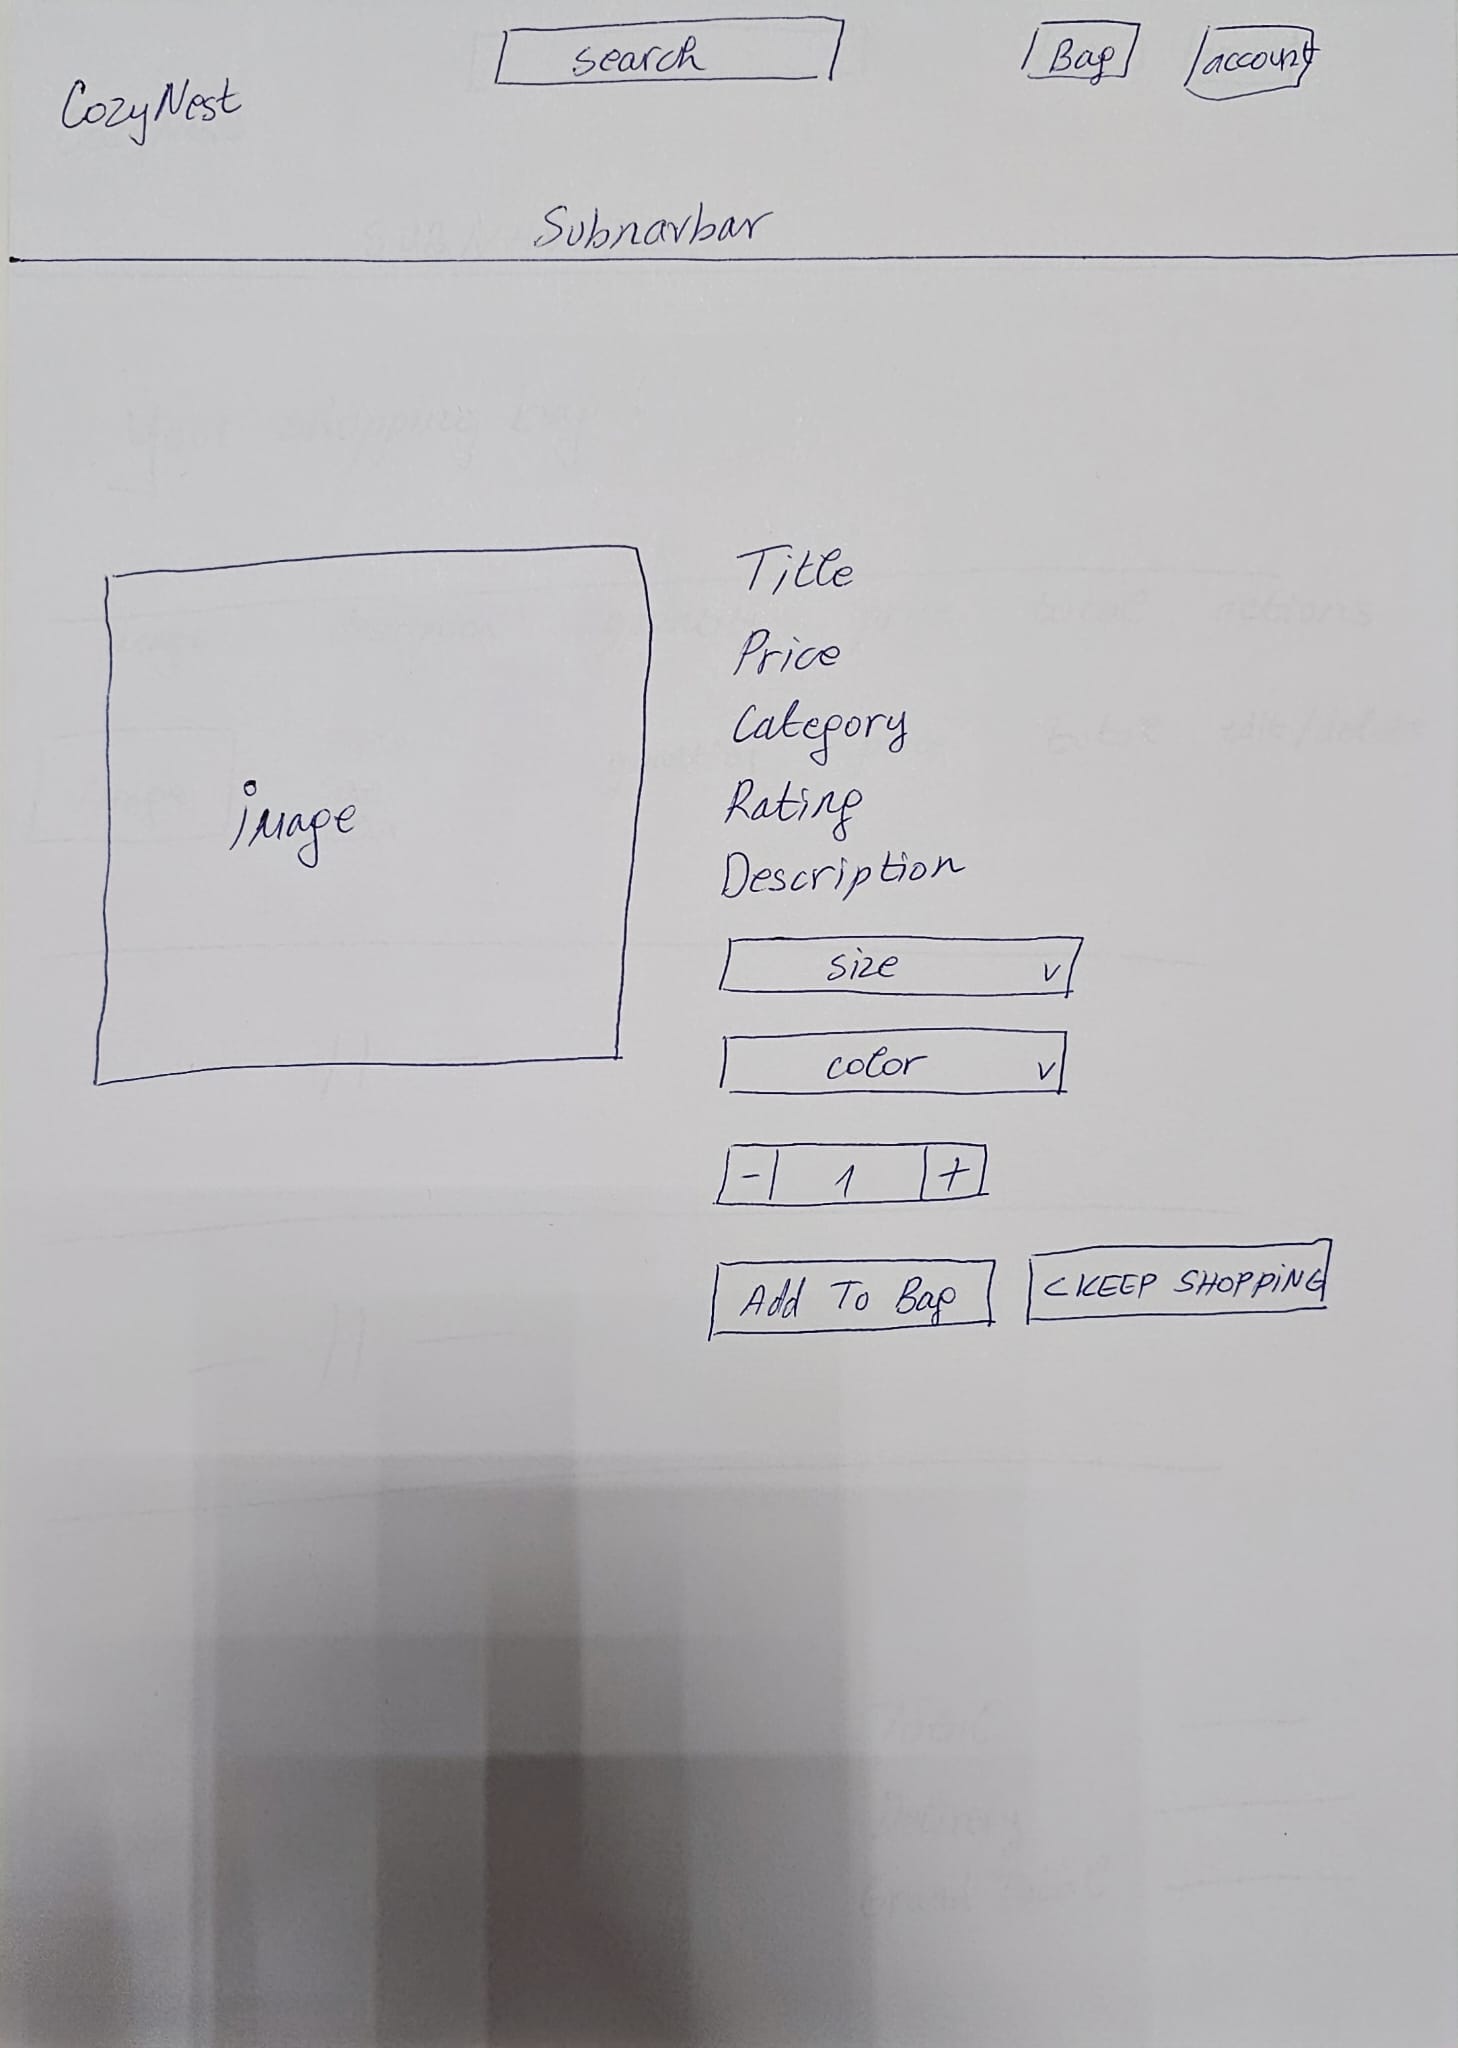 search
Bag
account
CozyNest
Subnavbar
Title
Price
Category
Rating
Description
image
size v
color v
- 1 +
Add To Bag
< KEEP SHOPPING